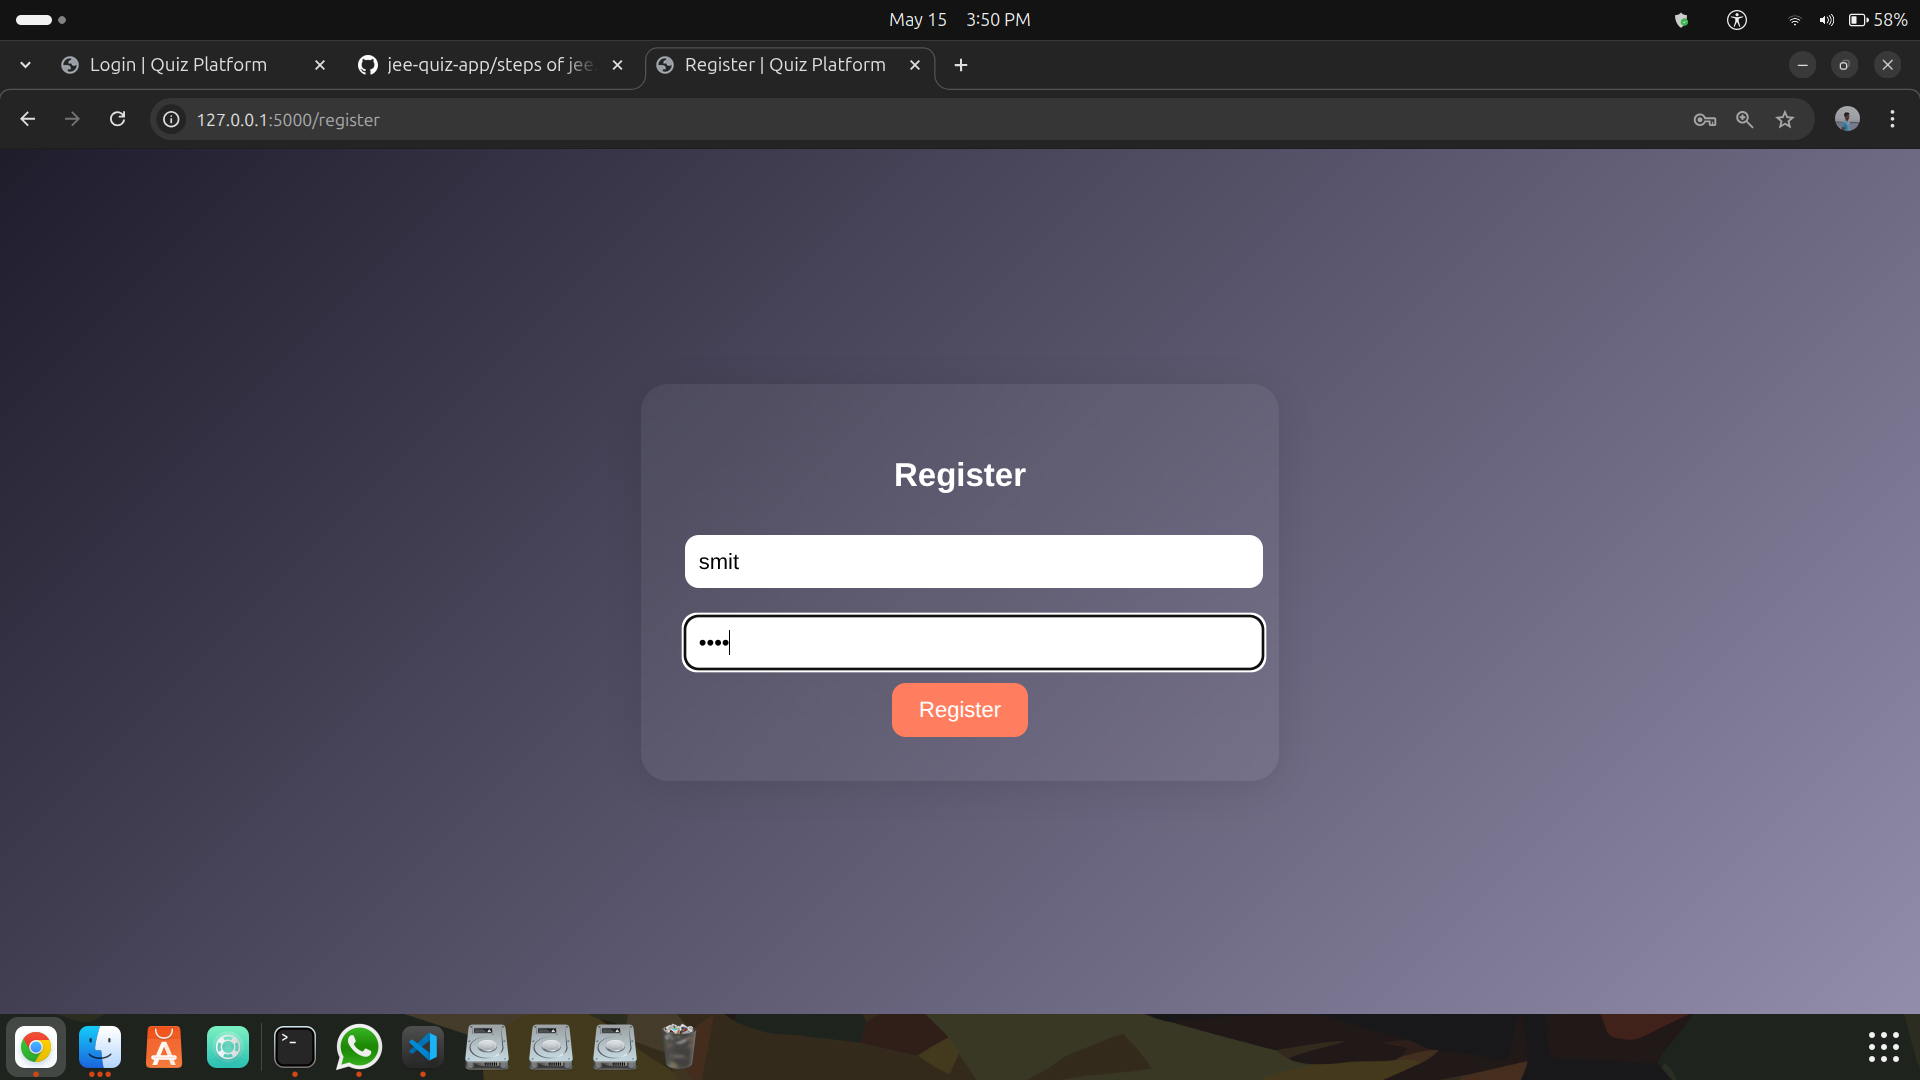 May 15 3:50 PM
58%
Login | Quiz Platform
jee-quiz-app/steps of jee
Register | Quiz Platform
127.0.0.1:5000/register
Register
smit
••••
Register